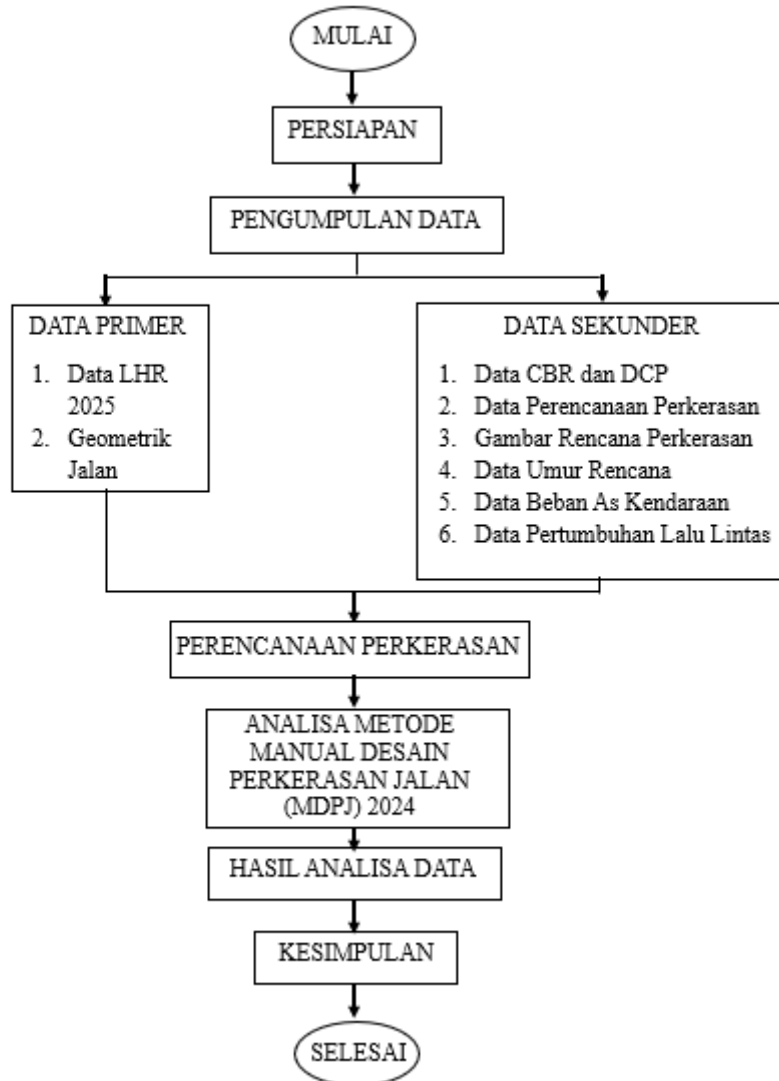 MULAI
PERSIAPAN
PENGUMPULAN DATA
DATA PRIMER
1. Data LHR
2025
2. Geometrik
Jalan
DATA SEKUNDER
1. Data CBR dan DCP
2. Data Perencanaan Perkerasan
3. Gambar Rencana Perkerasan
4. Data Umur Rencana
5. Data Beban As Kendaraan
6. Data Pertumbuhan Lalu Lintas
PERENCANAAN PERKERASAN
ANALISA METODE
MANUAL DESAIN
PERKERASAN JALAN
(MDPJ) 2024
HASIL ANALISA DATA
KESIMPULAN
SELESAI